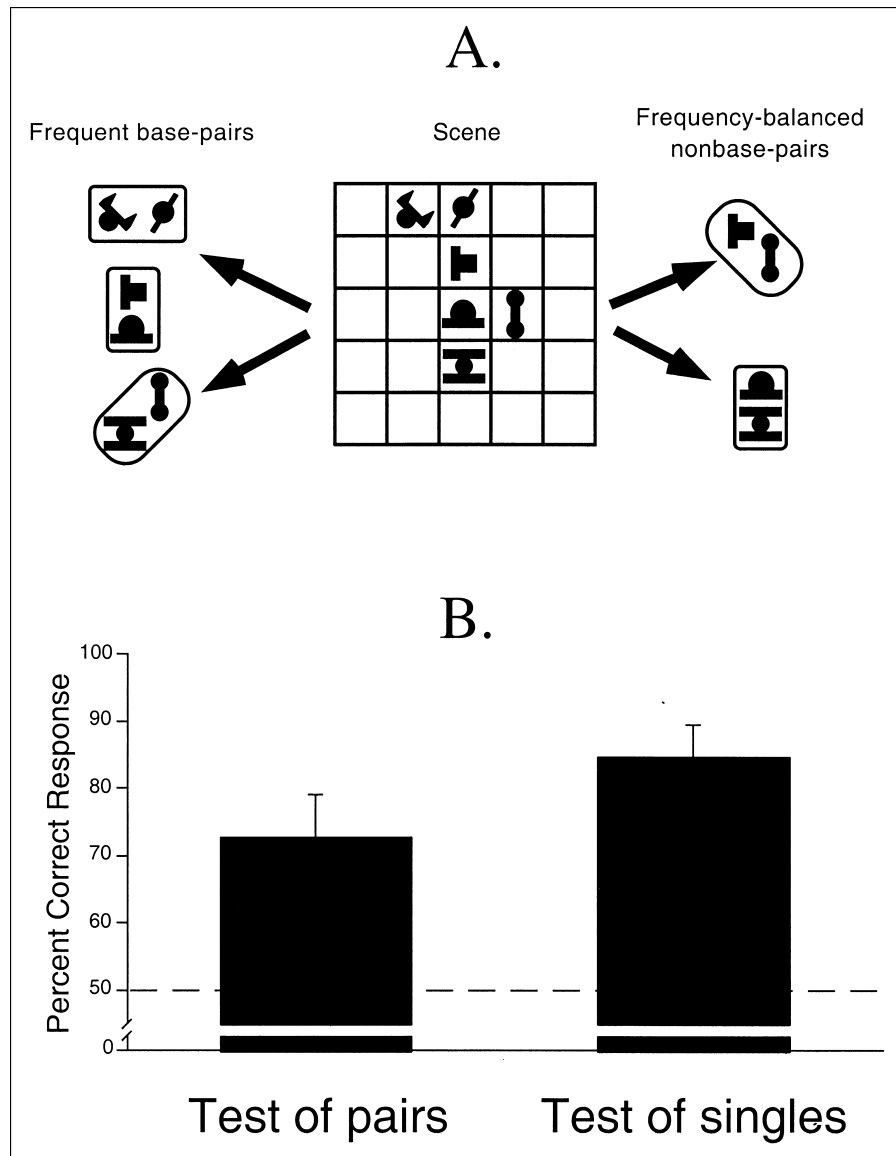 A.
Frequent base-pairs
Scene
Frequency-balanced
nonbase-pairs
B.
Percent Correct Response
100
90
80
70
60
50
0
Test of pairs
Test of singles